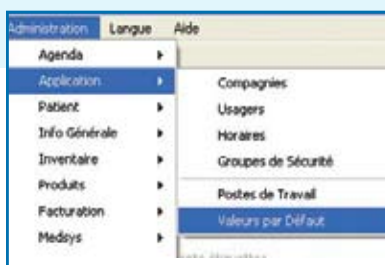 Administration Langue Aide
Agenda
Application
Patient
Info Générale
Inventaire
Produits
Facturation
Medsys
Compagnies
Usagers
Horaires
Groupes de Sécurité
Postes de Travail
Valeurs par Défaut